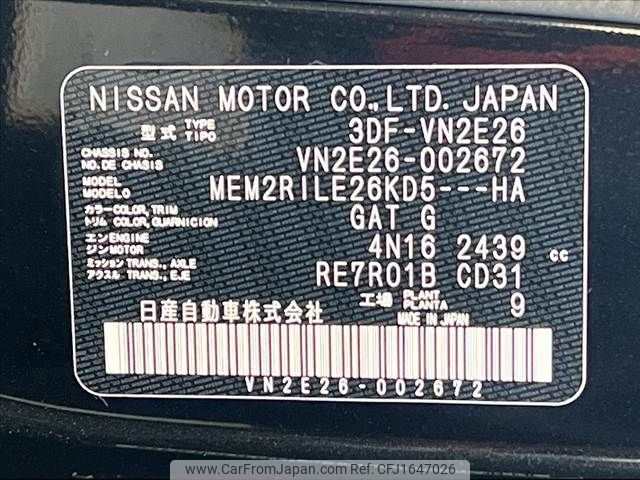 NISSAN MOTOR CO.,LTD. JAPAN
型式 TYPE TIPO 3DF-VN2E26
CHASSIS NO. NO.DE CHASIS VN2E26-002672
MODEL MODELO MEM2RILE26KD5---HA
カラー COLOR,TRIM トリム COLOR,GUARNICION GAT G
エンジン ENGINE MOTOR 4N16 2439 cc
ミッション TRANS., AXLE アクスル TRANS., EJE RE7R01B CD31
工場 PLANT PLANTA 9
日産自動車株式会社 MADE IN JAPAN
VN2E26-002672
www.CarFromJapan.com | CarFromJapan ID: CFJ1647026